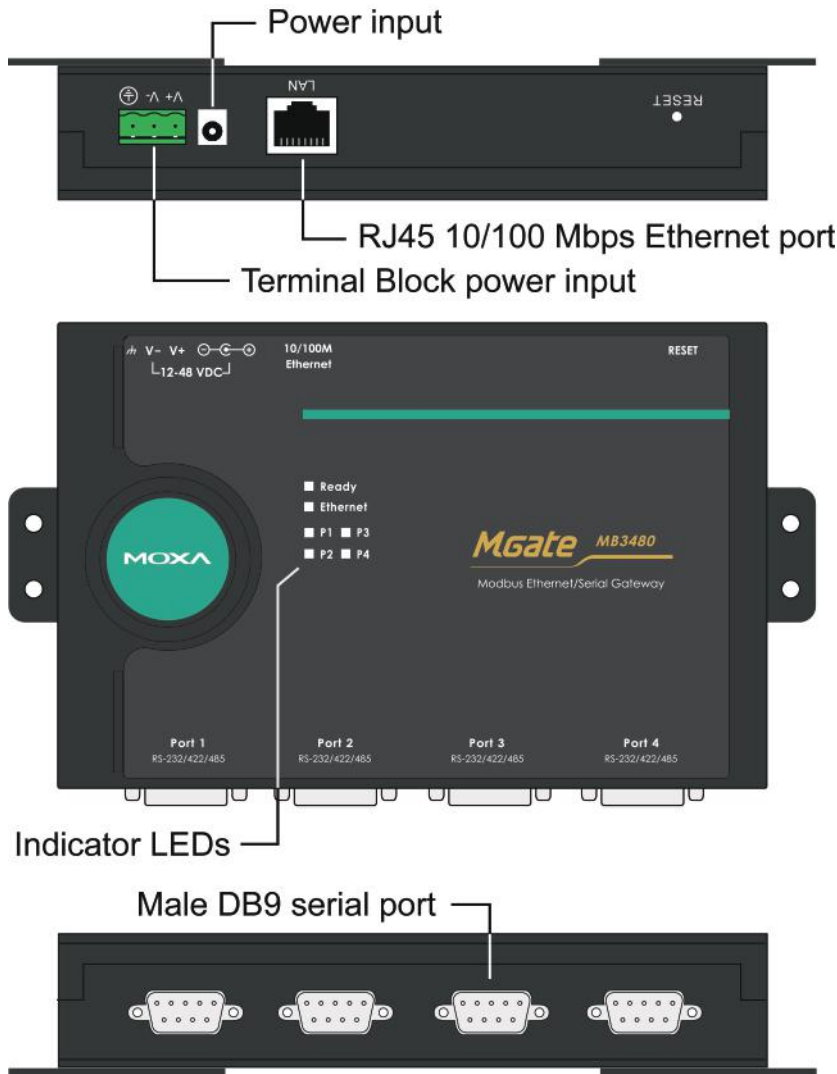 Power input
V+ V-
LAN
RESET
RJ45 10/100 Mbps Ethernet port
Terminal Block power input
V- V+
12-48 VDC
10/100M
Ethernet
RESET
Ready
Ethernet
P1 P3
P2 P4
MOXA
MGate MB3480
Modbus Ethernet/Serial Gateway
Port 1
RS-232/422/485
Port 2
RS-232/422/485
Port 3
RS-232/422/485
Port 4
RS-232/422/485
Indicator LEDs
Male DB9 serial port